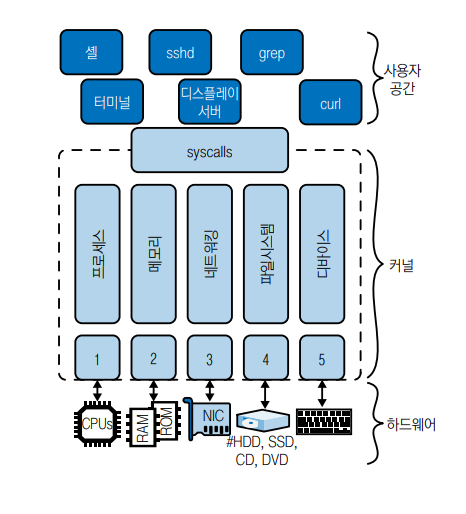 셸
sshd
grep
터미널
디스플레이
서버
curl
사용자
공간
syscalls
프로세스
메모리
네트워킹
파일시스템
디바이스
커널
1
2
3
4
5
CPUs
RAM
ROM
NIC
#HDD, SSD,
CD, DVD
하드웨어